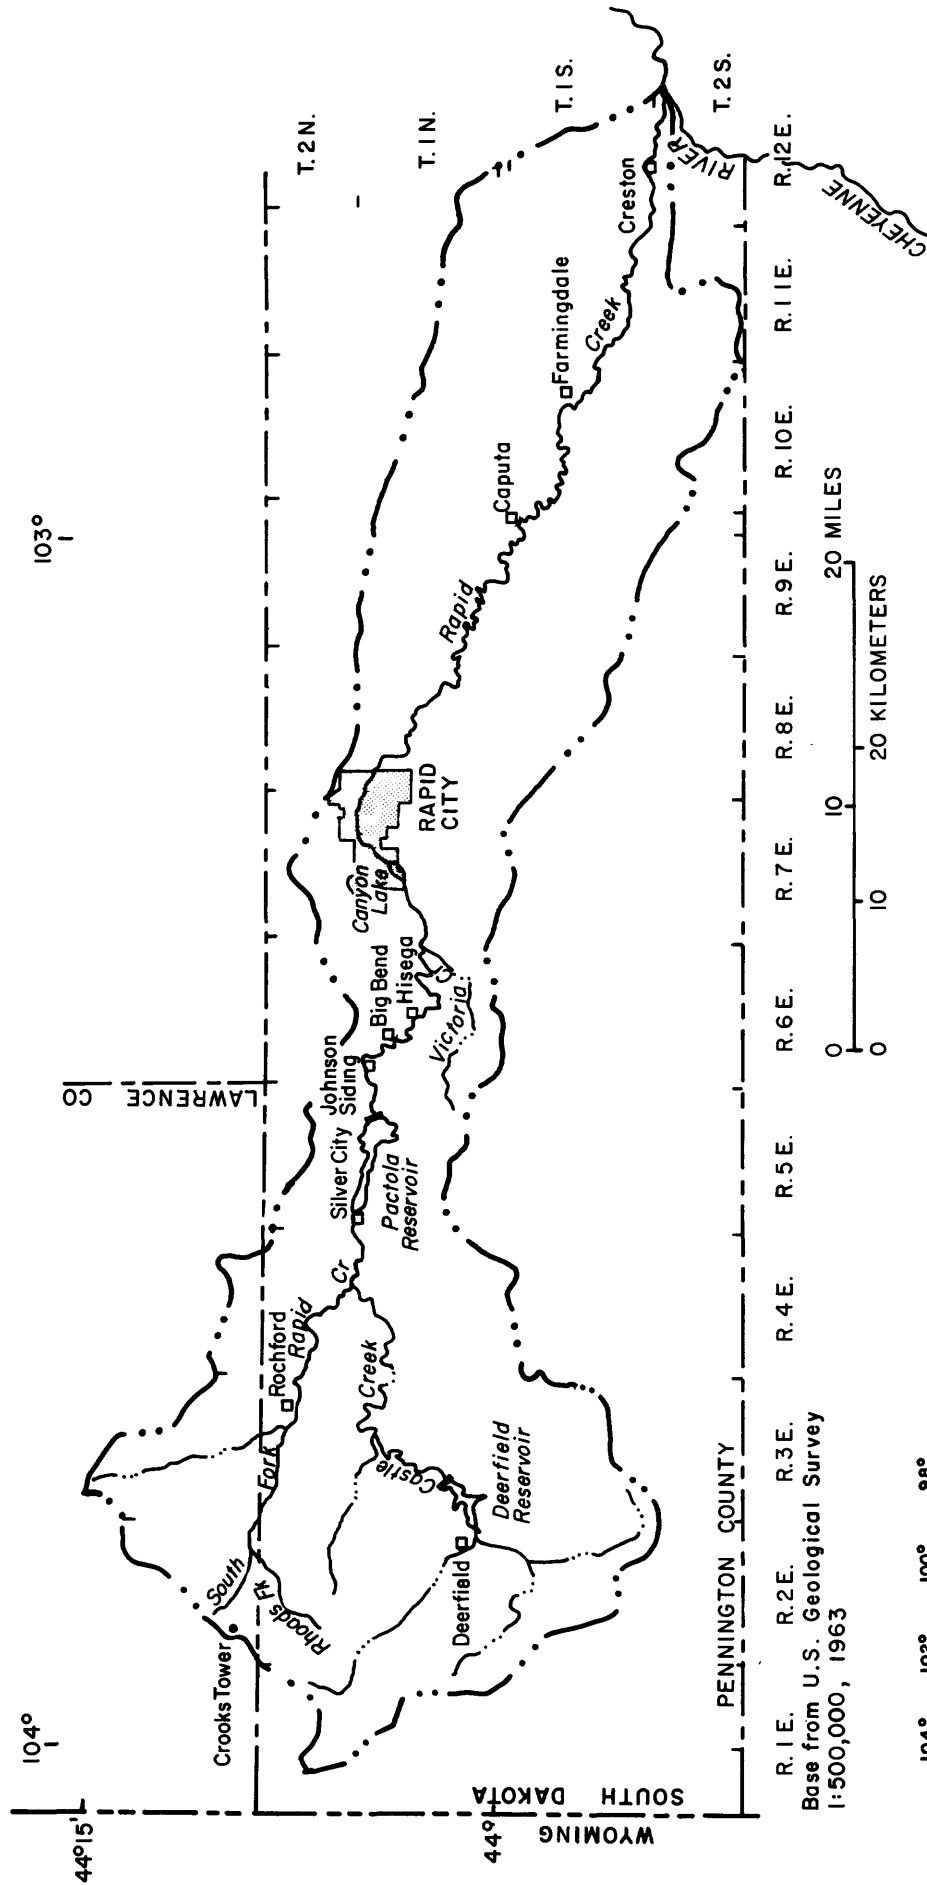 104°
103°
44°15'
44°
WYOMING
SOUTH DAKOTA
LAWRENCE CO
PENNINGTON COUNTY
T. 2 N.
T. 1 N.
T. 1 S.
T. 2 S.
Crooks Tower
South
Fork
Rapid
Cr
Rhoads Fk
Rochford
Castle
Creek
Deerfield
Deerfield
Reservoir
Silver City
Pactola
Reservoir
Johnson
Siding
Big Bend
Hisega
Victoria
Cr
Canyon
Lake
RAPID
CITY
Rapid
Creek
Caputa
Farmingdale
Creston
CHEYENNE
RIVER
R. 1 E.
R. 2 E.
R. 3 E.
R. 4 E.
R. 5 E.
R. 6 E.
R. 7 E.
R. 8 E.
R. 9 E.
R. 10 E.
R. 11 E.
R. 12 E.
Base from U.S. Geological Survey
1:500,000, 1963
0 10 20 MILES
0 10 20 KILOMETERS